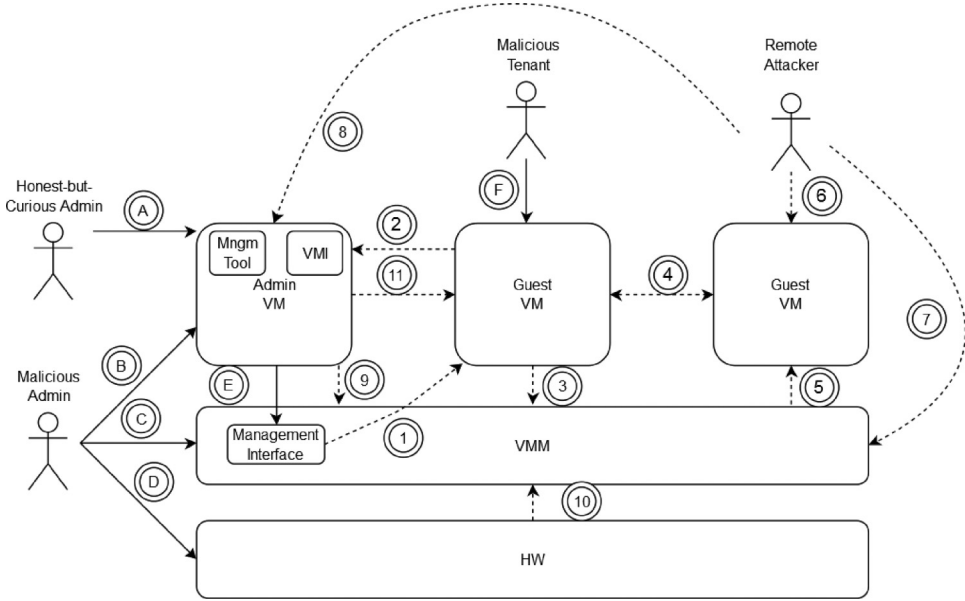 Malicious
Tenant
Remote
Attacker
8
Honest-but-
Curious Admin
A
F
6
Mngm
Tool
VMI
Admin
VM
2
11
Guest
VM
4
Guest
VM
7
B
Malicious
Admin
E
9
3
5
C
Management
Interface
1
VMM
D
10
HW